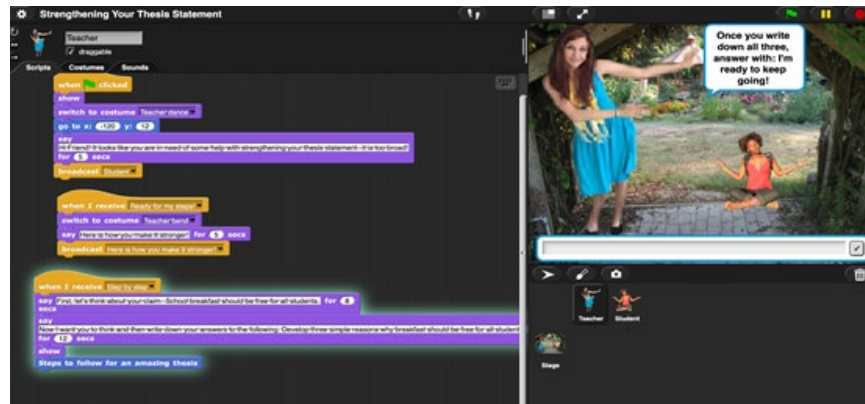 Strengthening Your Thesis Statement
Teacher
draggable
Scripts Costumes Sounds
when clicked
show
switch to costume Teacher dance
go to x: -120 y: 12
say
Hi Friend! It looks like you are in need of some help with strengthening your thesis statement--it is too broad?
for 5 secs
broadcast Student
when I receive Ready for my steps!
switch to costume Teacher bend
say Here is how you make it stronger! for 5 secs
broadcast Here is how you make it stronger!
when I receive Step by step
say First, let's think about your claim--School breakfast should be free for all students. for 8
secs
say
Now I want you to think and then write down your answers to the following: Develop three simple reasons why breakfast should be free for all student
for 12 secs
show
Steps to follow for an amazing thesis
Once you write
down all three,
answer with: I'm
ready to keep
going!
Teacher Student
Stage